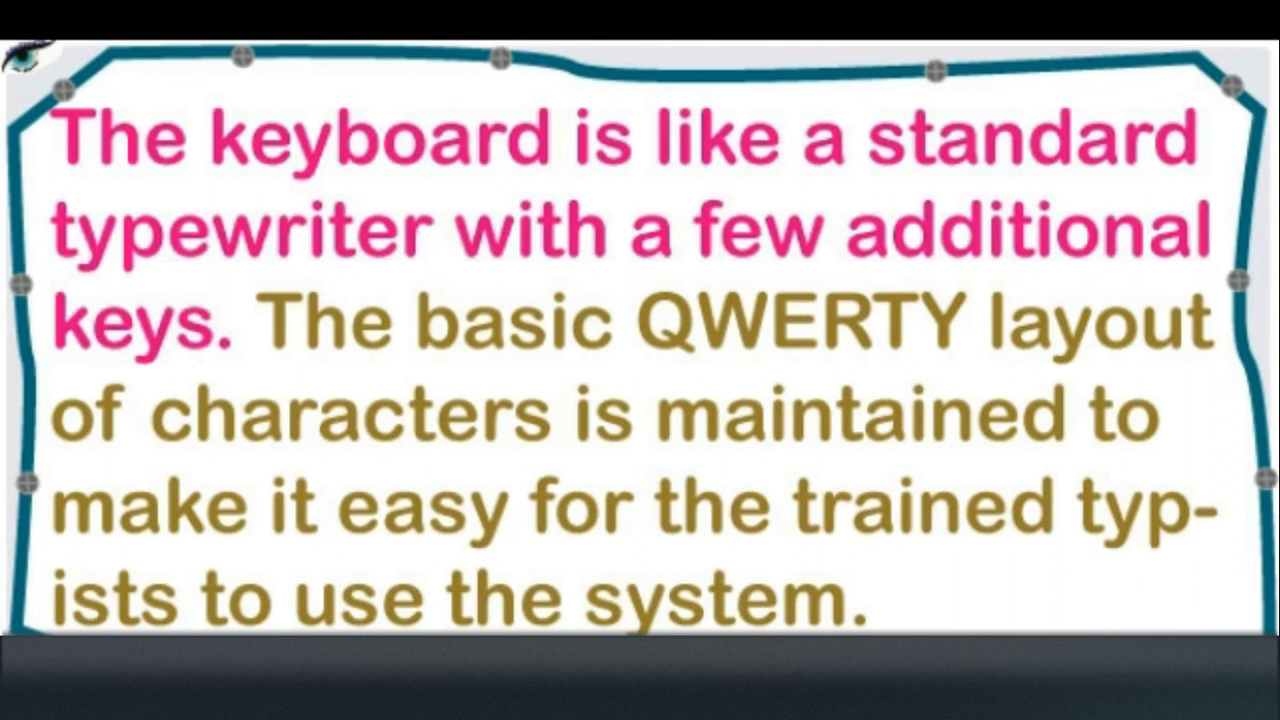 The keyboard is like a standard
typewriter with a few additional
keys. The basic QWERTY layout
of characters is maintained to
make it easy for the trained typ-
ists to use the system.